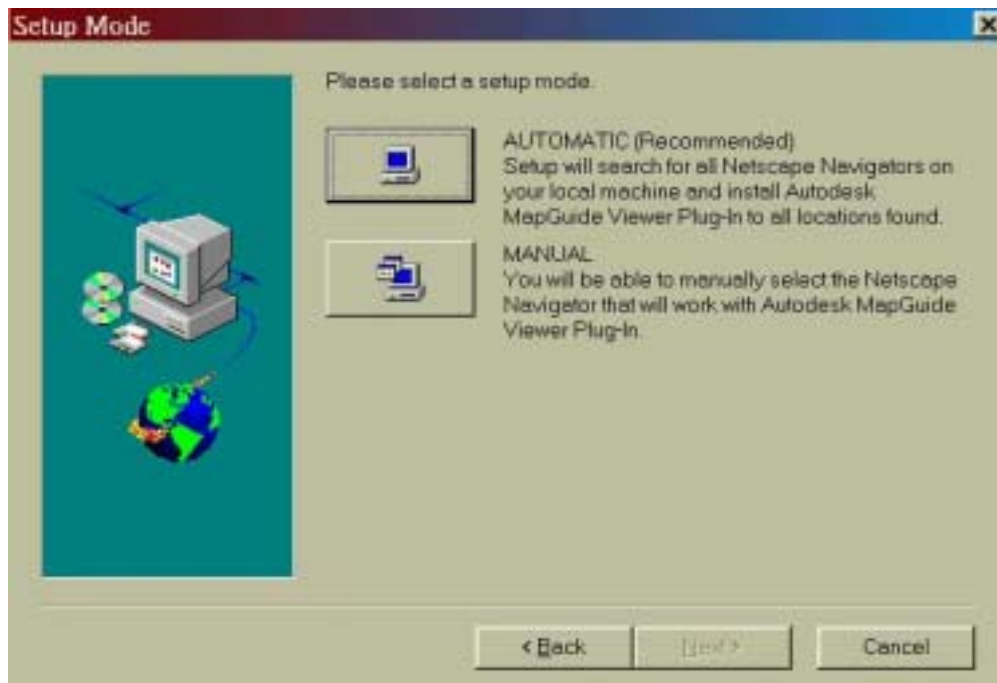 Setup Mode
Please select a setup mode.
AUTOMATIC (Recommended)
Setup will search for all Netscape Navigators on
your local machine and install Autodesk
MapGuide Viewer Plug-In to all locations found.
MANUAL
You will be able to manually select the Netscape
Navigator that will work with Autodesk MapGuide
Viewer Plug-In.
< Back
Next >
Cancel